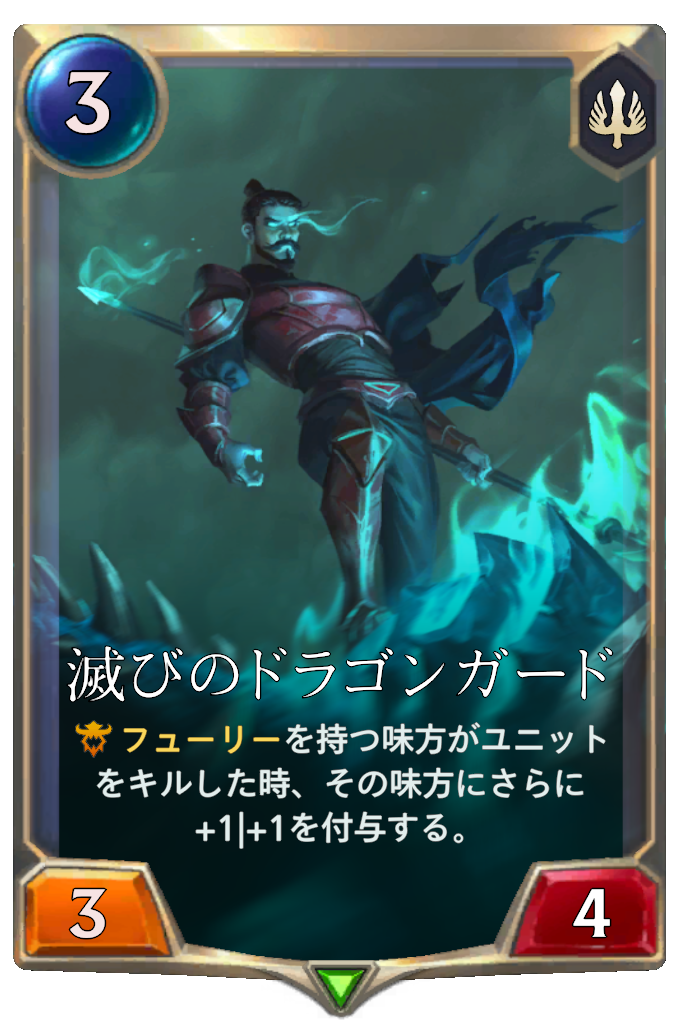 3
滅びのドラゴンガード
フューリーを持つ味方がユニット
をキルした時、その味方にさらに
+1|+1を付与する。
3
4